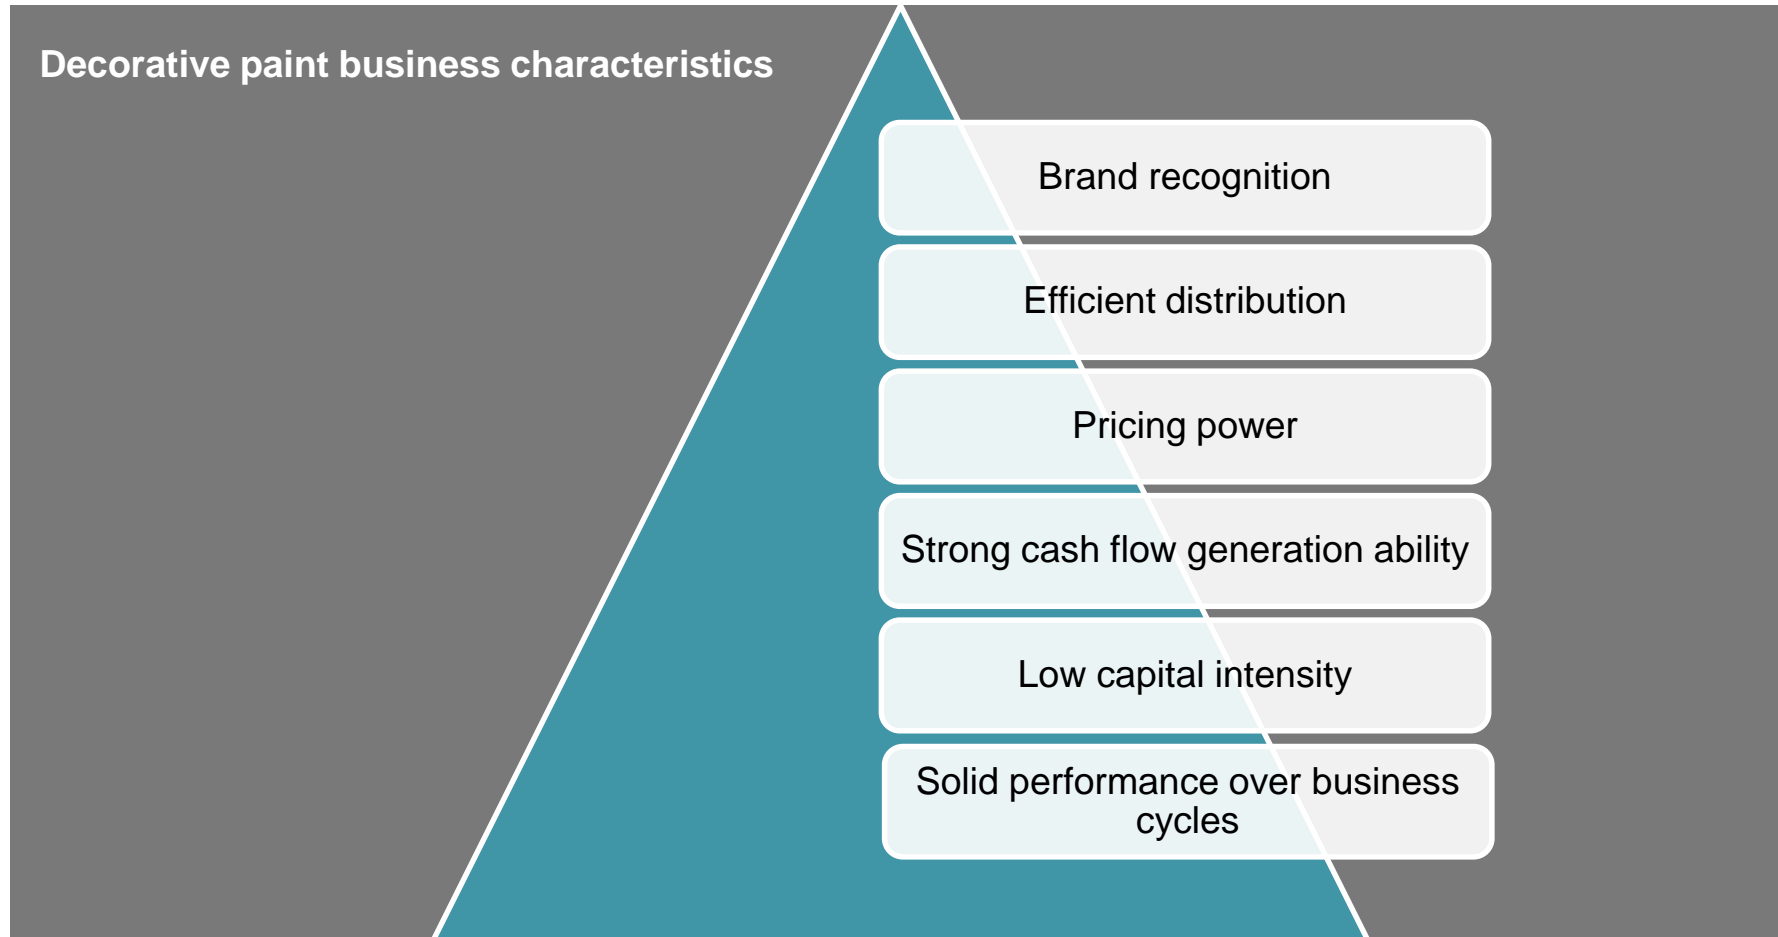 Decorative paint business characteristics
Brand recognition
Efficient distribution
Pricing power
Strong cash flow generation ability
Low capital intensity
Solid performance over business
cycles